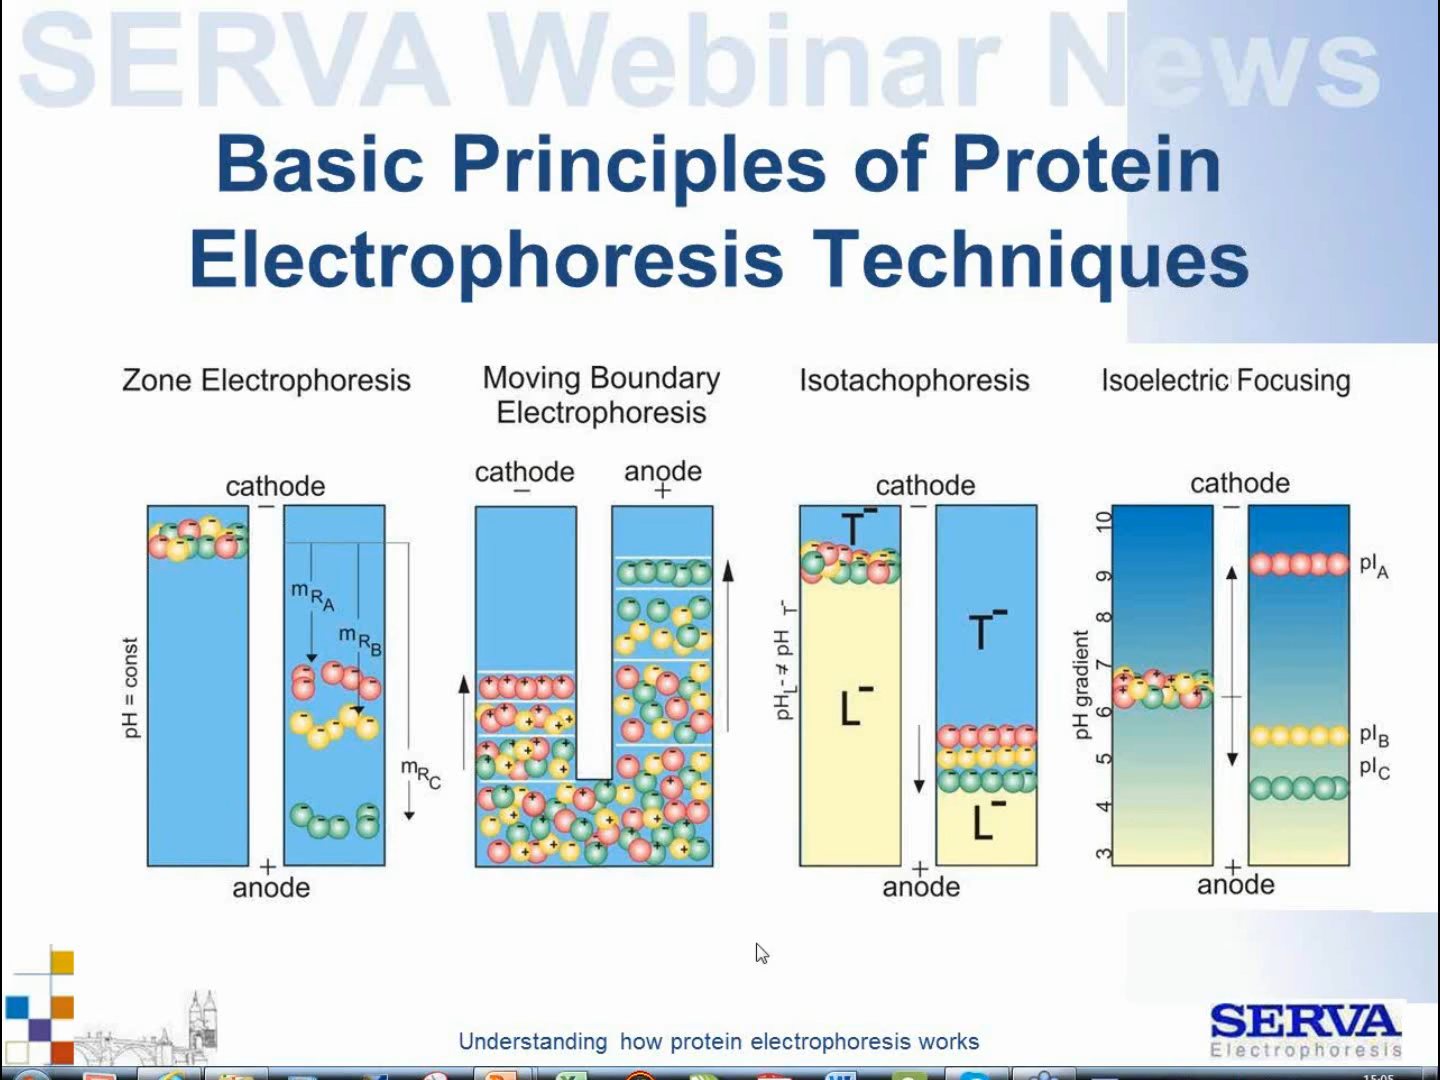 SERVA Webinar News
Basic Principles of Protein
Electrophoresis Techniques
Zone Electrophoresis
cathode
−
pH = const
mRA
mRB
mRC
+
anode
Moving Boundary
Electrophoresis
cathode
−
anode
+
Isotachophoresis
cathode
−
T−
L−
pHL- ≠ pH T-
T−
L−
+
anode
Isoelectric Focusing
cathode
−
pH gradient
10
9
8
7
6
5
4
3
pIA
pIB
pIC
+
anode
Understanding how protein electrophoresis works
SERVA
Electrophoresis